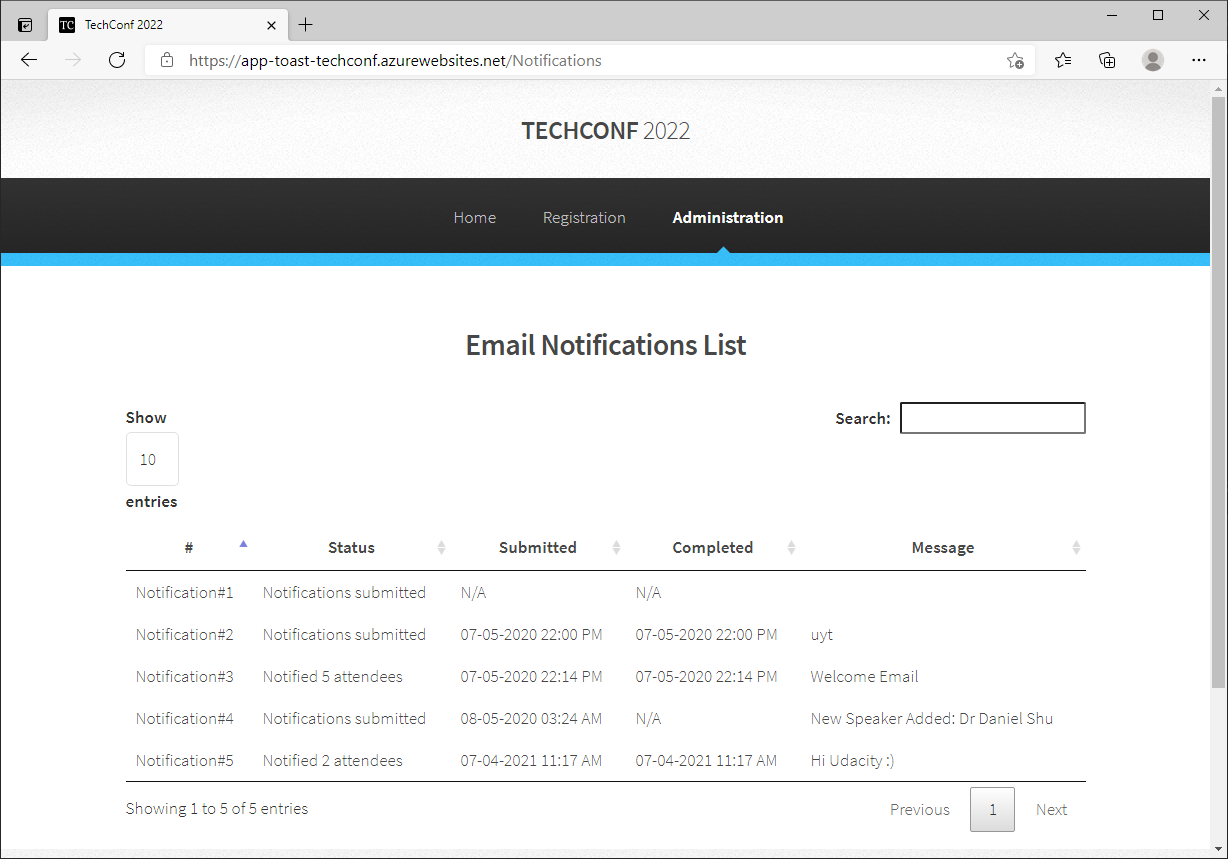 TC TechConf 2022
https://app-toast-techconf.azurewebsites.net/Notifications
TECHCONF 2022
Home Registration Administration
Email Notifications List
Show
Search:
10
entries
# Status Submitted Completed Message
Notification#1 Notifications submitted N/A N/A
Notification#2 Notifications submitted 07-05-2020 22:00 PM 07-05-2020 22:00 PM uyt
Notification#3 Notified 5 attendees 07-05-2020 22:14 PM 07-05-2020 22:14 PM Welcome Email
Notification#4 Notifications submitted 08-05-2020 03:24 AM N/A New Speaker Added: Dr Daniel Shu
Notification#5 Notified 2 attendees 07-04-2021 11:17 AM 07-04-2021 11:17 AM Hi Udacity :)
Showing 1 to 5 of 5 entries
Previous 1 Next